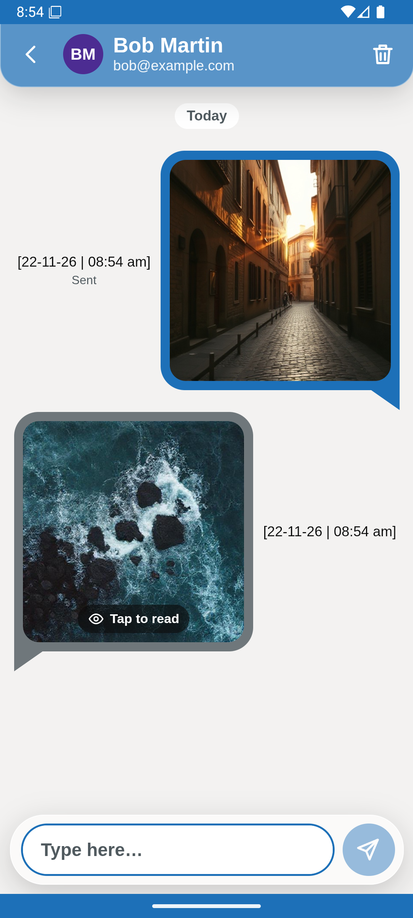 8:54
BM
Bob Martin
bob@example.com
Today
[22-11-26 | 08:54 am]
Sent
[22-11-26 | 08:54 am]
Tap to read
Type here…